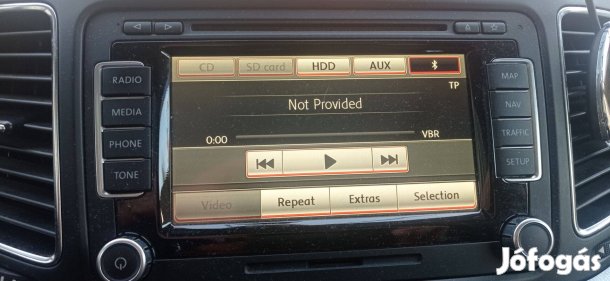 CD SD card HDD AUX
TP
Not Provided
0:00 VBR
Video Repeat Extras Selection
RADIO
MEDIA
PHONE
TONE
MAP
NAV
TRAFFIC
SETUP
Jófogás